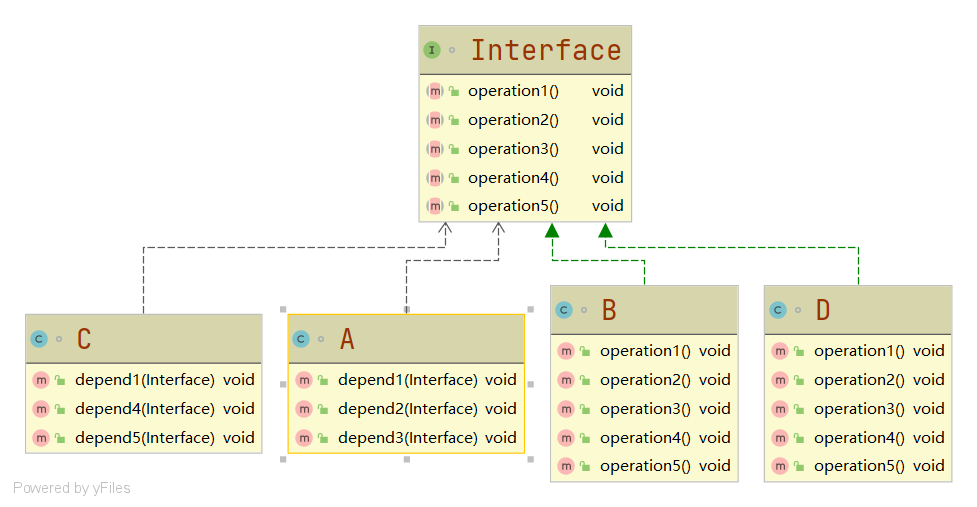 I Interface
m operation1() void
m operation2() void
m operation3() void
m operation4() void
m operation5() void
C C
m depend1(Interface) void
m depend4(Interface) void
m depend5(Interface) void
C A
m depend1(Interface) void
m depend2(Interface) void
m depend3(Interface) void
C B
m operation1() void
m operation2() void
m operation3() void
m operation4() void
m operation5() void
C D
m operation1() void
m operation2() void
m operation3() void
m operation4() void
m operation5() void
Powered by yFiles